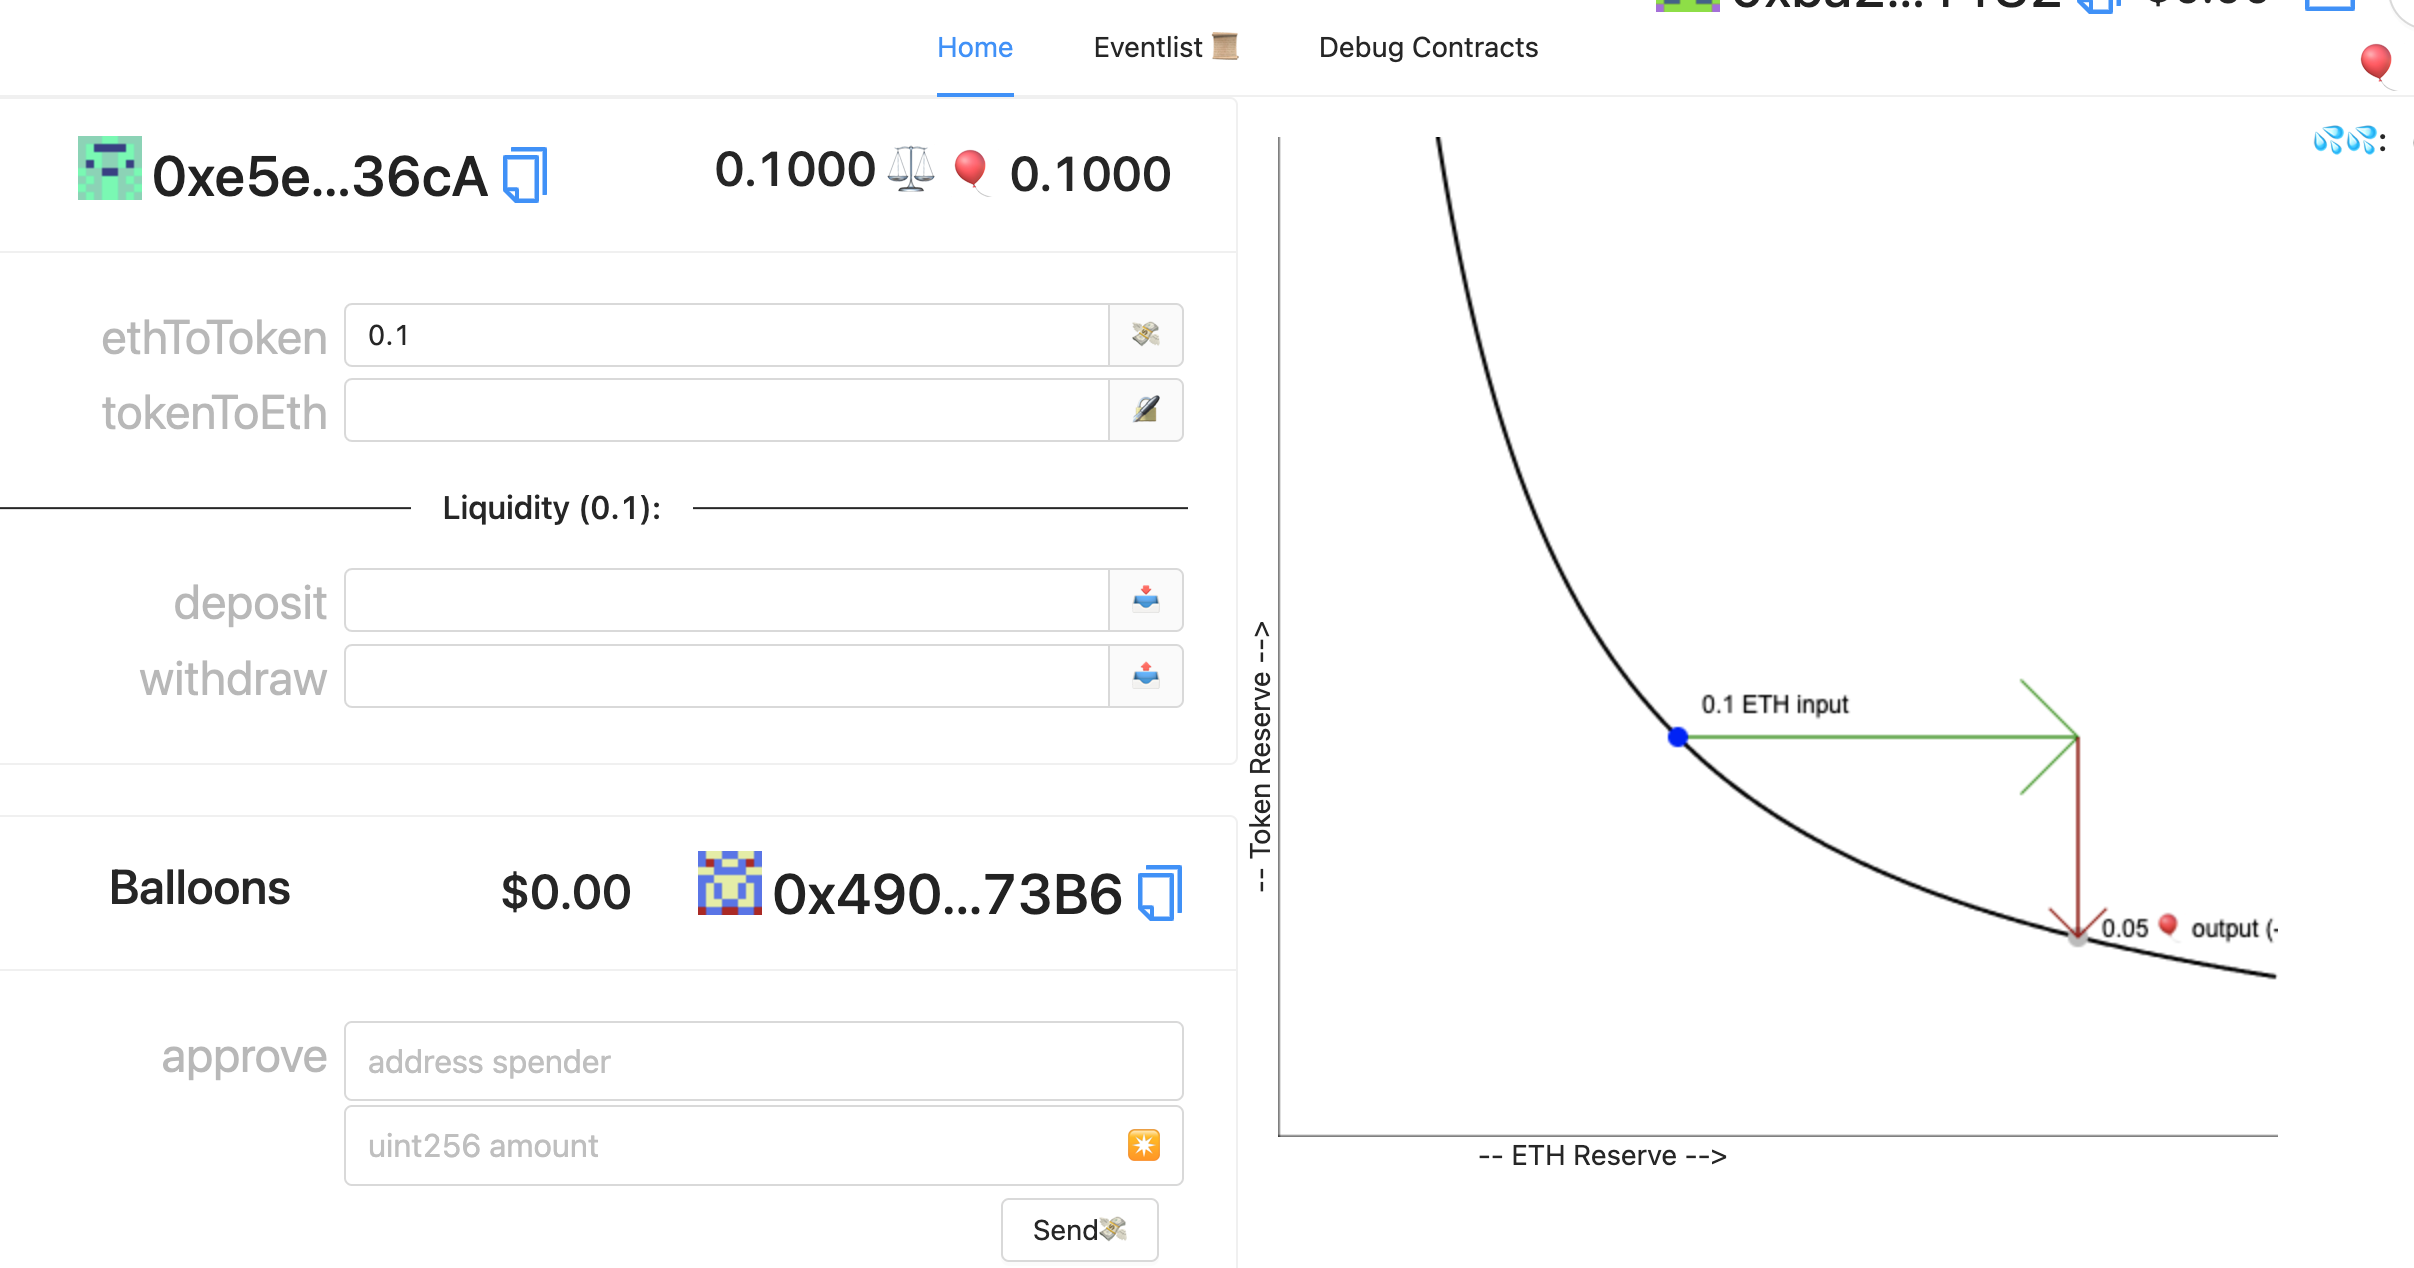 Home
Eventlist
Debug Contracts
0xe5e...36cA
0.1000
0.1000
ethToToken
0.1
tokenToEth
Liquidity (0.1):
deposit
withdraw
Balloons
$0.00
0x490...73B6
approve
address spender
uint256 amount
Send
-- Token Reserve -->
0.1 ETH input
0.05 output (-
-- ETH Reserve -->
: